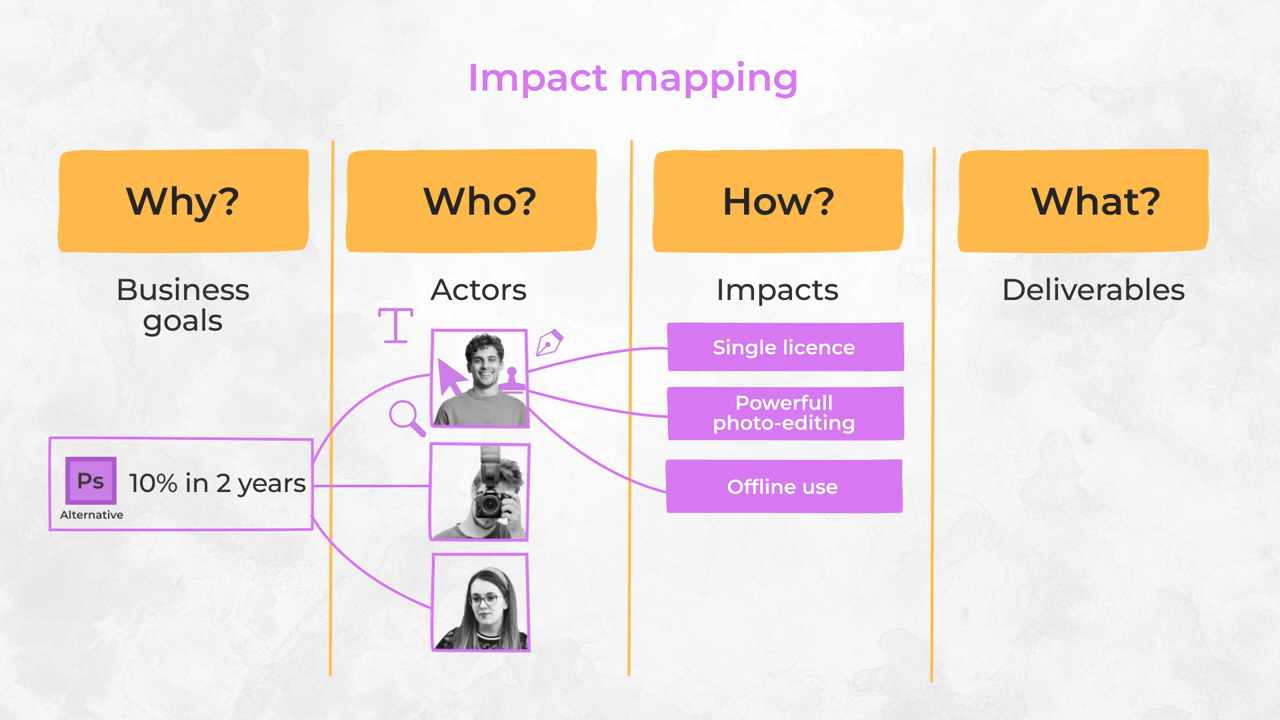 Impact mapping
Why?
Who?
How?
What?
Business
goals
Actors
Impacts
Deliverables
T
Single licence
Powerfull
photo-editing
Offline use
Ps
10% in 2 years
Alternative